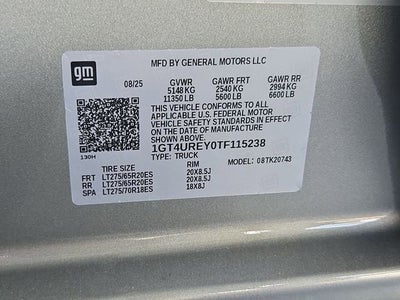 gm
MFD BY GENERAL MOTORS LLC
08/25 GVWR GAWR FRT GAWR RR
5148 KG 2540 KG 2994 KG
11350 LB 5600 LB 6600 LB
THIS VEHICLE CONFORMS TO ALL
APPLICABLE U.S. FEDERAL MOTOR
VEHICLE SAFETY STANDARDS IN EFFECT
ON THE DATE OF MANUFACTURE
SHOWN ABOVE.
1GT4UREY0TF115238
130H
TYPE: TRUCK MODEL: 08TK20743
TIRE SIZE RIM
FRT LT275/65R20ES 20X8.5J
RR LT275/65R20ES 20X8.5J
SPA LT275/70R18ES 18X8J